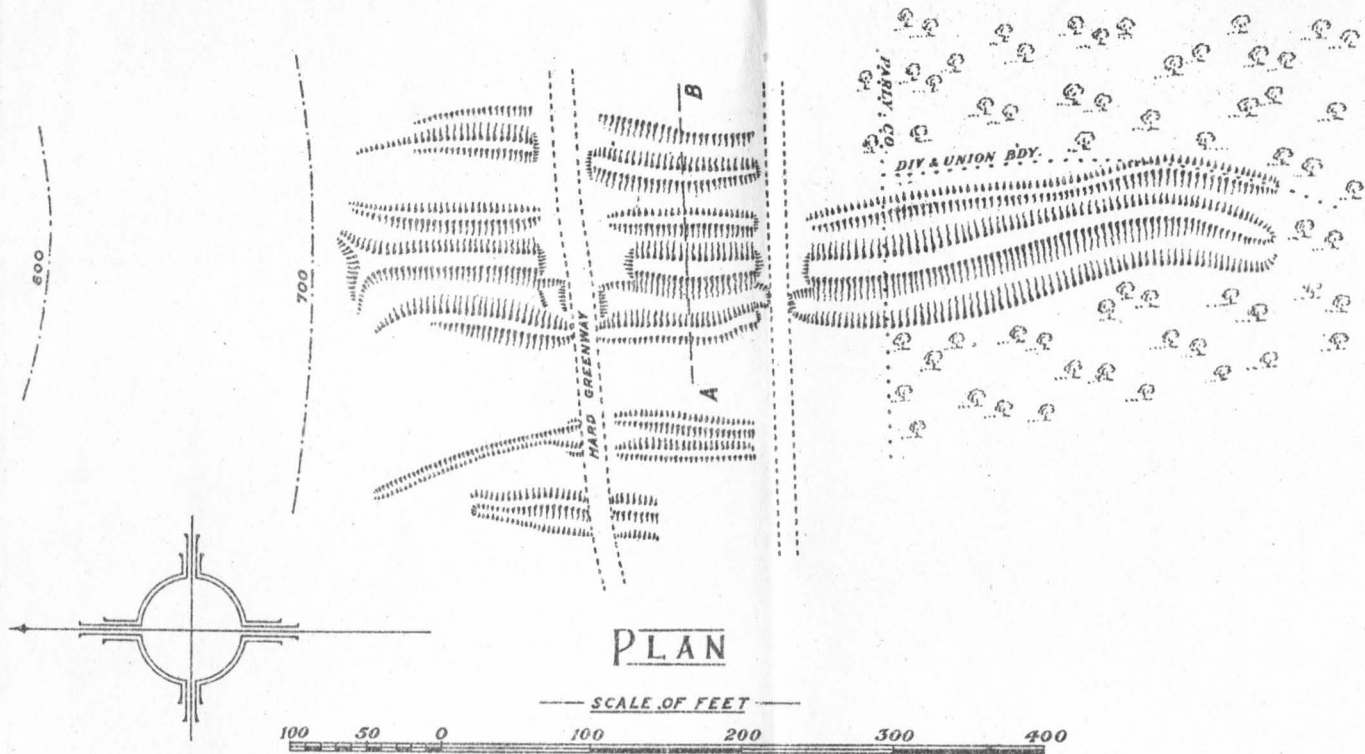 B
PARLY. CO.
DIV & UNION BDY.
600
700
HARD GREENWAY
A
PLAN
SCALE OF FEET
100 50 0 100 200 300 400